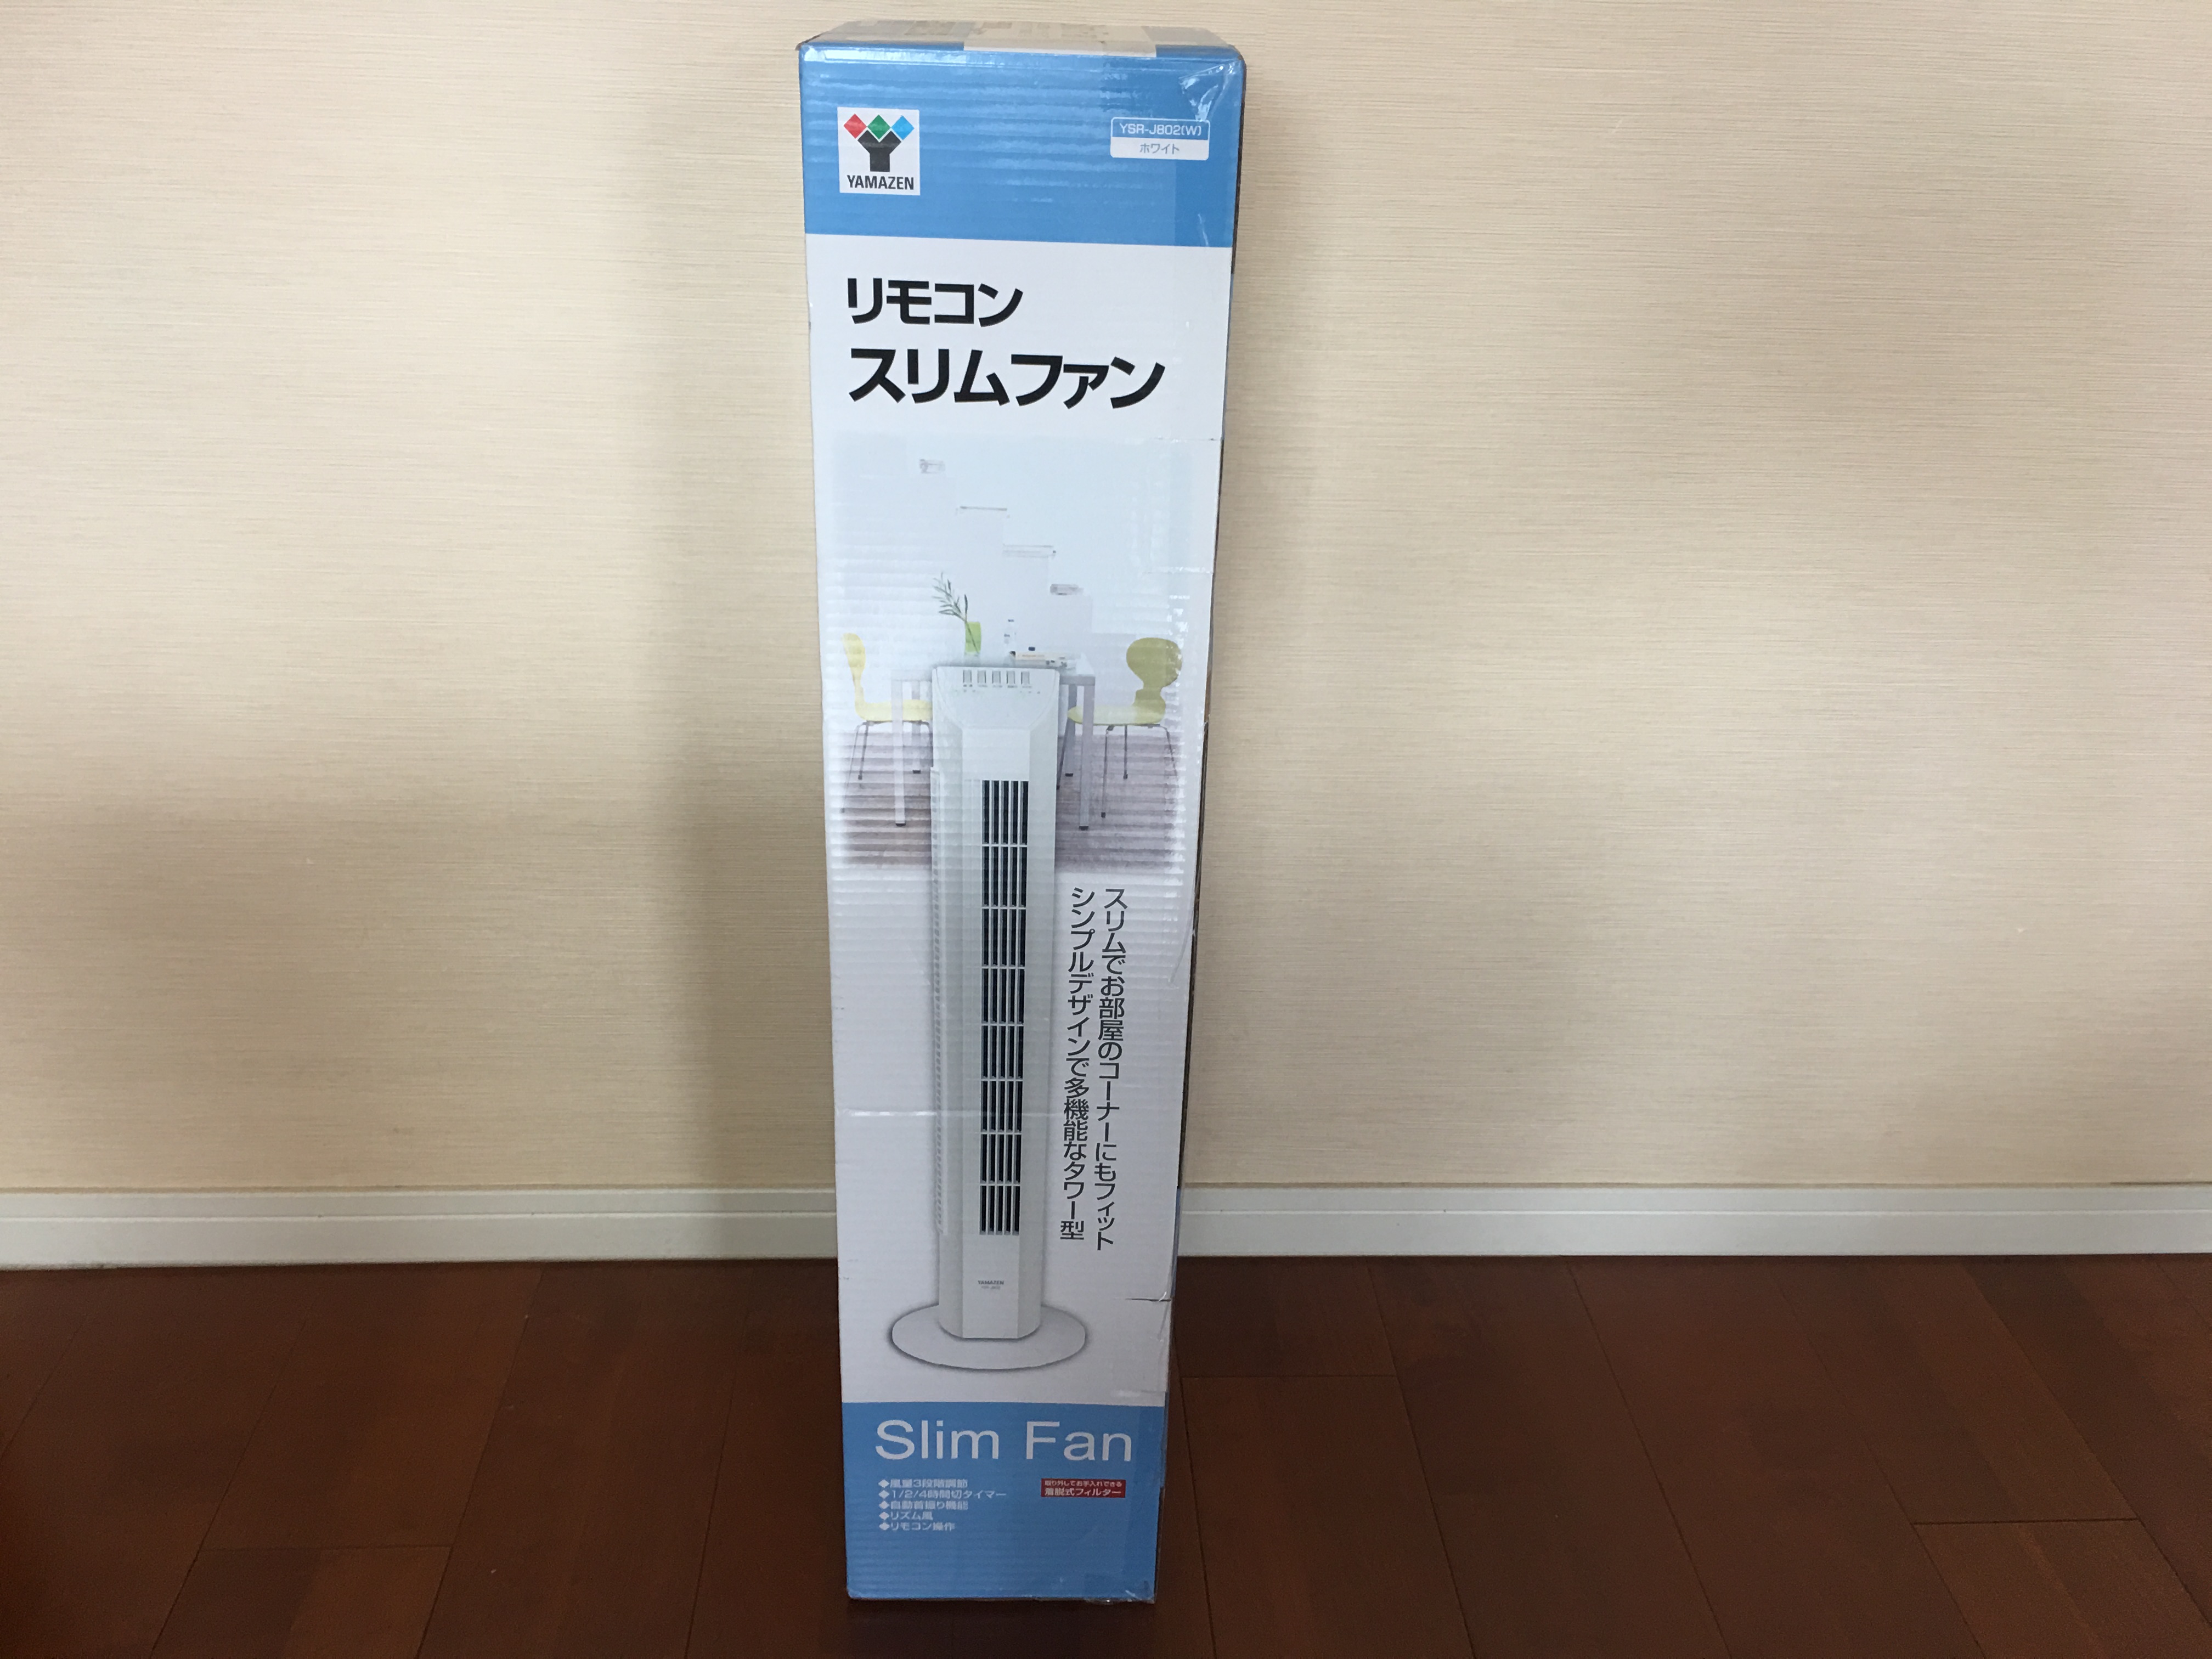 YAMAZEN
YSR-J802(W)
ホワイト
リモコン
スリムファン
スリムでお部屋のコーナーにもフィット
シンプルデザインで多機能なタワー型
YAMAZEN
Slim Fan
◆風量3段階調節
◆1/2/4時間切タイマー
◆自動首振り機能
◆リズム風
◆リモコン操作
取り外してお手入れできる
着脱式フィルター